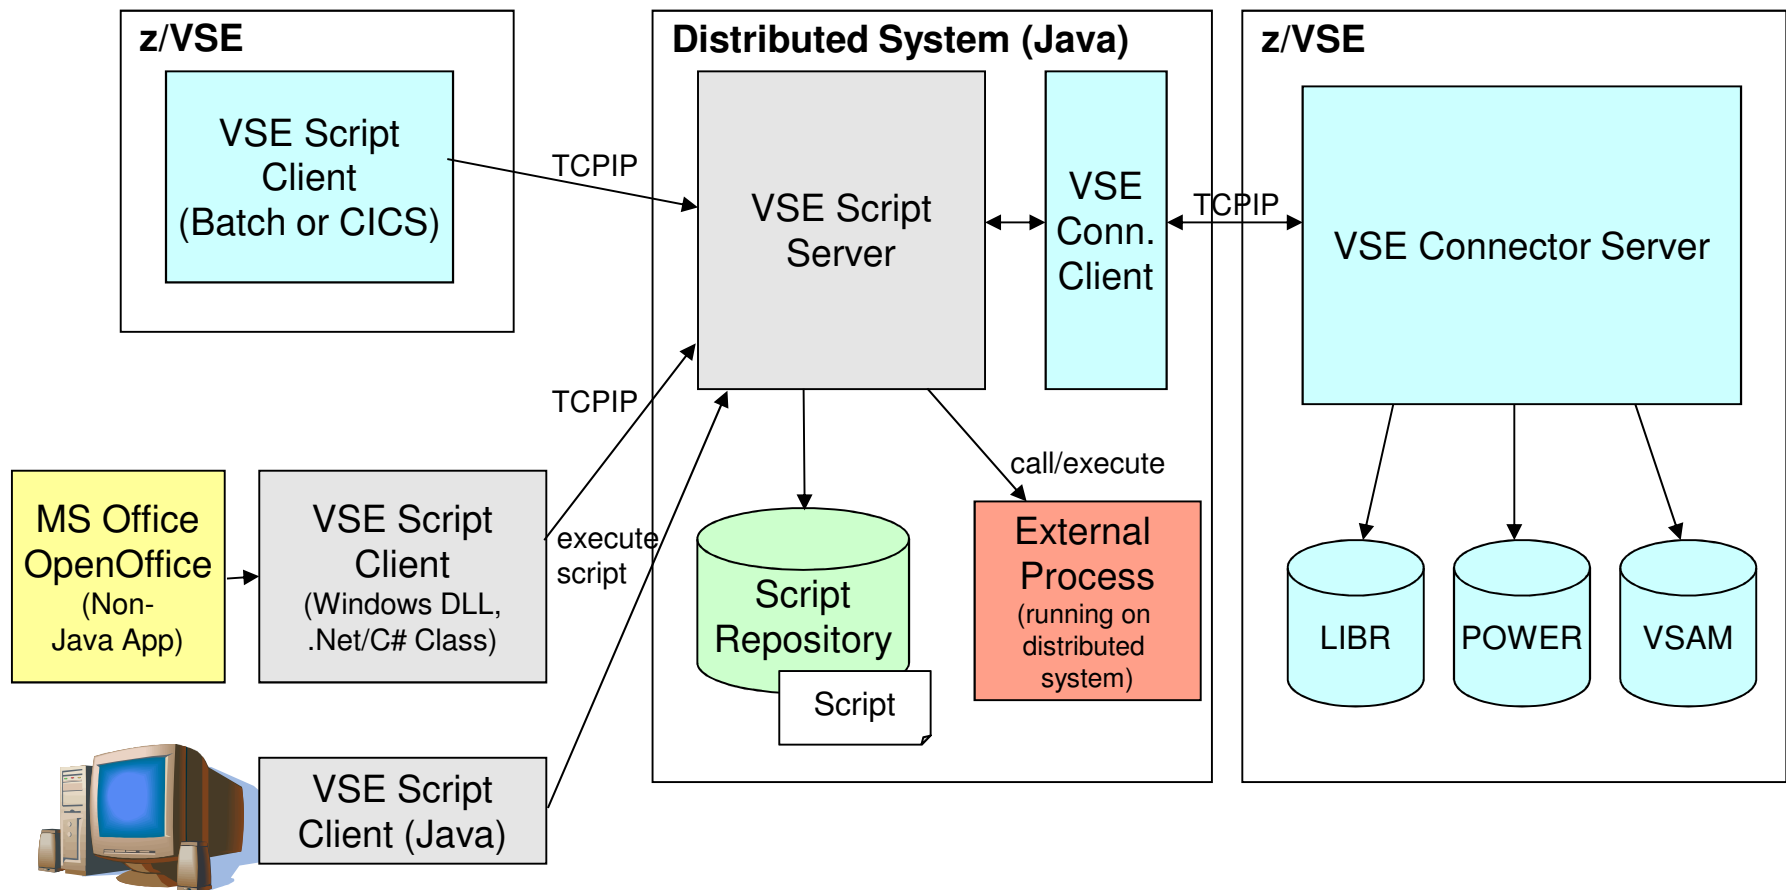 z/VSE
VSE Script
Client
(Batch or CICS)
TCPIP
Distributed System (Java)
VSE Script
Server
VSE
Conn.
Client
TCPIP
z/VSE
VSE Connector Server
TCPIP
MS Office
OpenOffice
(Non-
Java App)
VSE Script
Client
(Windows DLL,
.Net/C# Class)
execute
script
call/execute
Script
Repository
Script
External
Process
(running on
distributed
system)
LIBR
POWER
VSAM
VSE Script
Client (Java)